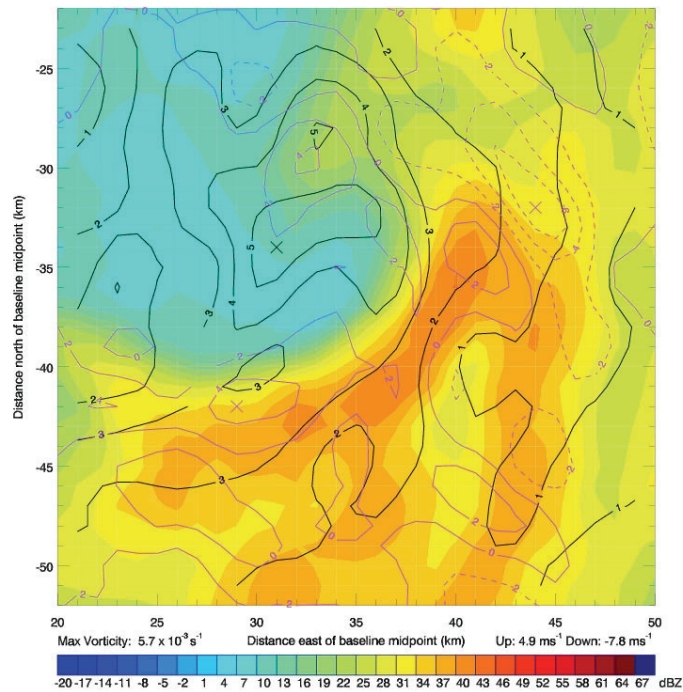 -25
-30
-35
-40
-45
-50
Distance north of baseline midpoint (km)
20 25 30 35 40 45 50
Max Vorticity: 5.7 x 10-3 s-1 Distance east of baseline midpoint (km) Up: 4.9 ms-1 Down: -7.8 ms-1
-20 -17 -14 -11 -8 -5 -2 1 4 7 10 13 16 19 22 25 28 31 34 37 40 43 46 49 52 55 58 61 64 67 dBZ